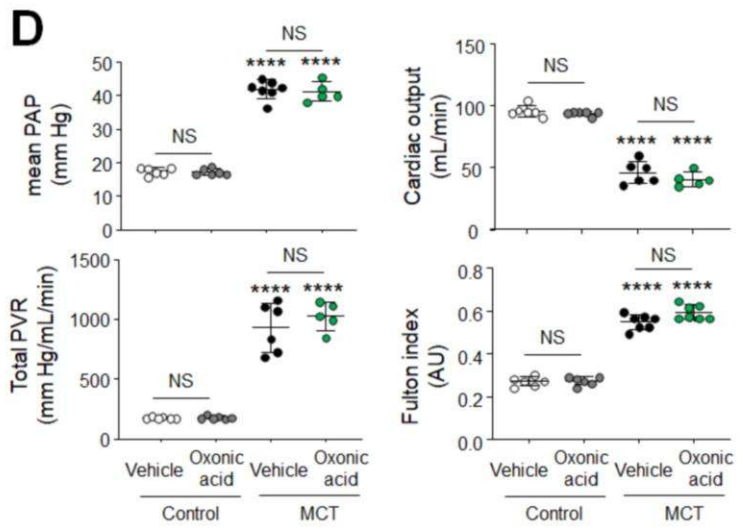 D
mean PAP
(mm Hg)
50
40
30
20
10
0
NS
NS
**** ****
Cardiac output
(mL/min)
150
100
50
0
NS
NS
**** ****
Total PVR
(mm Hg/mL/min)
1500
1000
500
0
NS
NS
**** ****
Fulton index
(AU)
0.8
0.6
0.4
0.2
0.0
NS
NS
**** ****
Vehicle Oxonic acid Vehicle Oxonic acid
Control MCT
Vehicle Oxonic acid Vehicle Oxonic acid
Control MCT